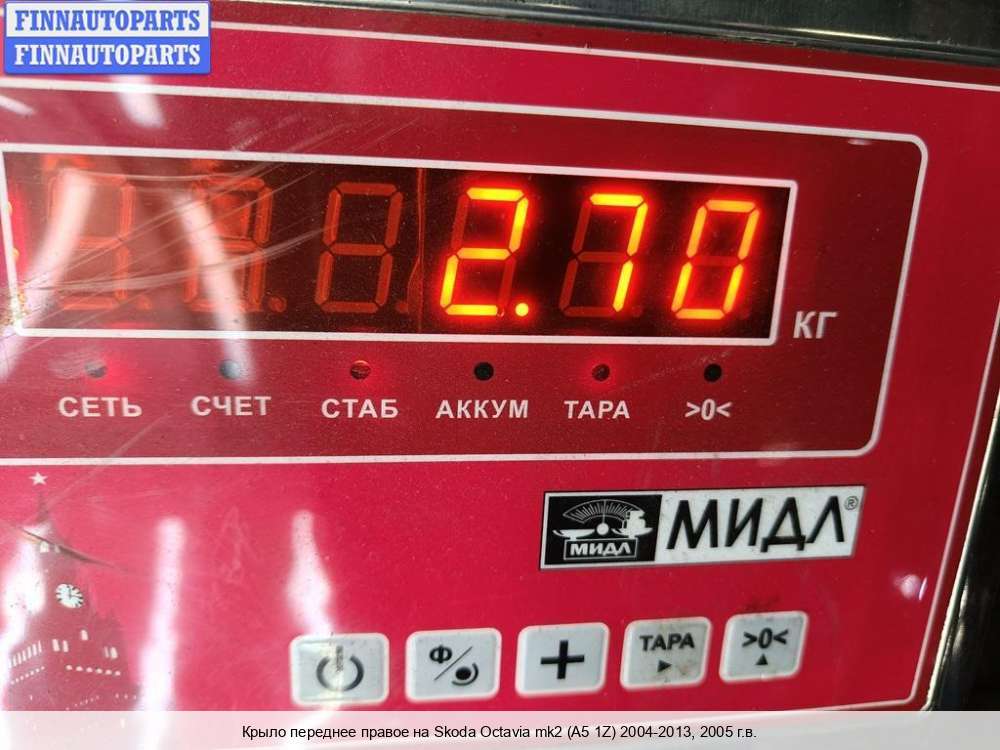 FINNAUTOPARTS
FINNAUTOPARTS
2.70
КГ
СЕТЬ СЧЕТ СТАБ АККУМ ТАРА >0<
МИДЛ МИДЛ®
Ф ТАРА >0<
Крыло переднее правое на Skoda Octavia mk2 (A5 1Z) 2004-2013, 2005 г.в.